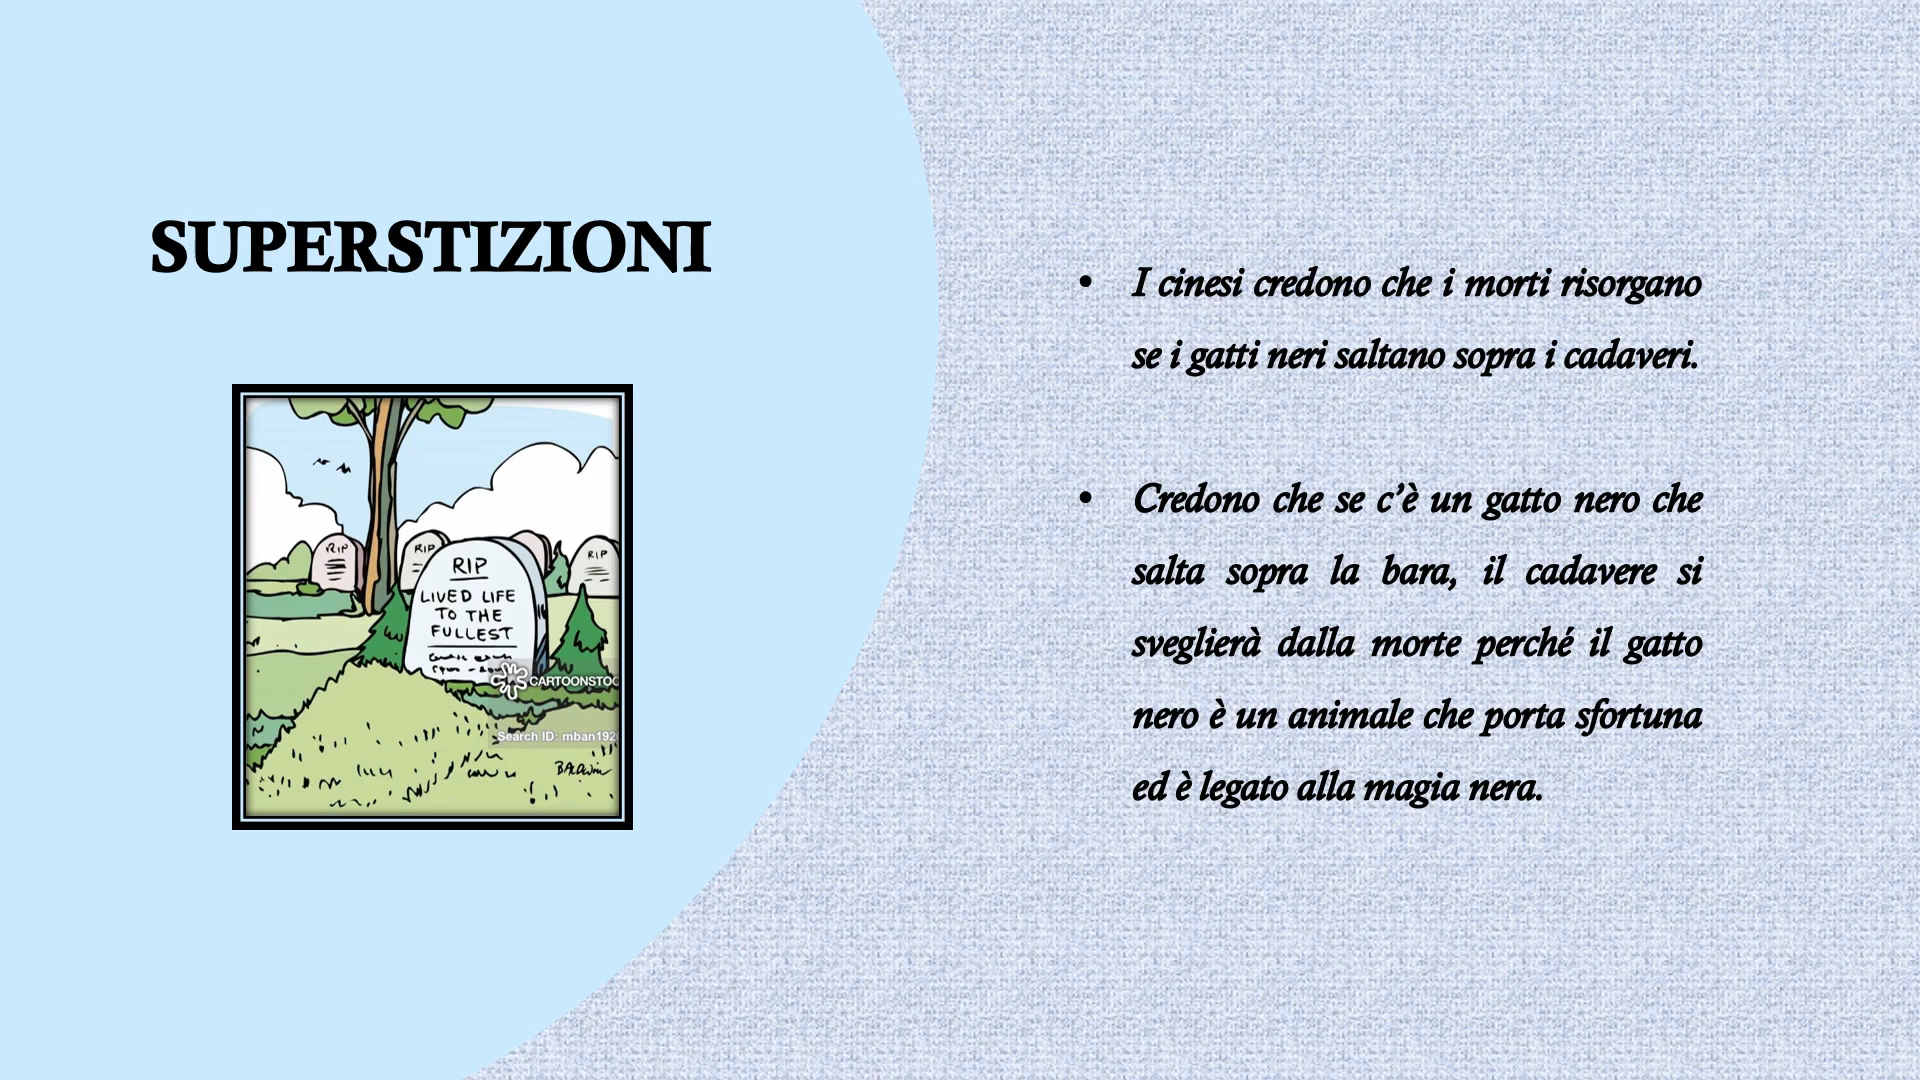 SUPERSTIZIONI
• I cinesi credono che i morti risorgano
se i gatti neri saltano sopra i cadaveri.
• Credono che se c’è un gatto nero che
salta sopra la bara, il cadavere si
sveglierà dalla morte perché il gatto
nero è un animale che porta sfortuna
ed è legato alla magia nera.
RIP
RIP
RIP
RIP
LIVED LIFE
TO THE
FULLEST
CARTOONSTOC
Search ID: mban192
BALDWIN